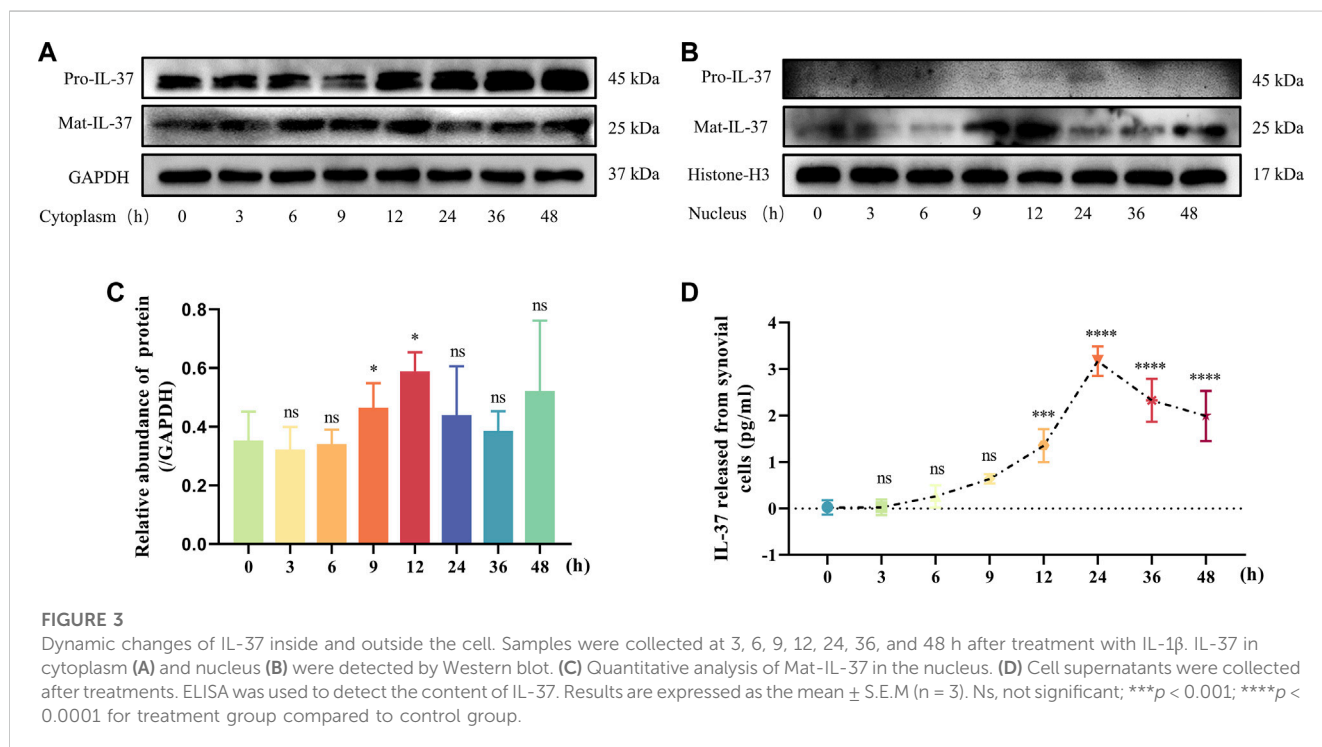 A
Pro-IL-37
45 kDa
Mat-IL-37
25 kDa
GAPDH
37 kDa
Cytoplasm (h) 0 3 6 9 12 24 36 48
B
Pro-IL-37
45 kDa
Mat-IL-37
25 kDa
Histone-H3
17 kDa
Nucleus (h) 0 3 6 9 12 24 36 48
C
Relative abundance of protein
(/GAPDH)
0.8
0.6
0.4
0.2
0.0
ns ns * * ns ns ns
0 3 6 9 12 24 36 48 (h)
D
IL-37 released from synovial
cells (pg/ml)
4
3
2
1
0
-1
ns ns ns *** **** **** ****
0 3 6 9 12 24 36 48 (h)
FIGURE 3
Dynamic changes of IL-37 inside and outside the cell. Samples were collected at 3, 6, 9, 12, 24, 36, and 48 h after treatment with IL-1β. IL-37 in
cytoplasm (A) and nucleus (B) were detected by Western blot. (C) Quantitative analysis of Mat-IL-37 in the nucleus. (D) Cell supernatants were collected
after treatments. ELISA was used to detect the content of IL-37. Results are expressed as the mean ± S.E.M (n = 3). Ns, not significant; ***p < 0.001; ****p <
0.0001 for treatment group compared to control group.